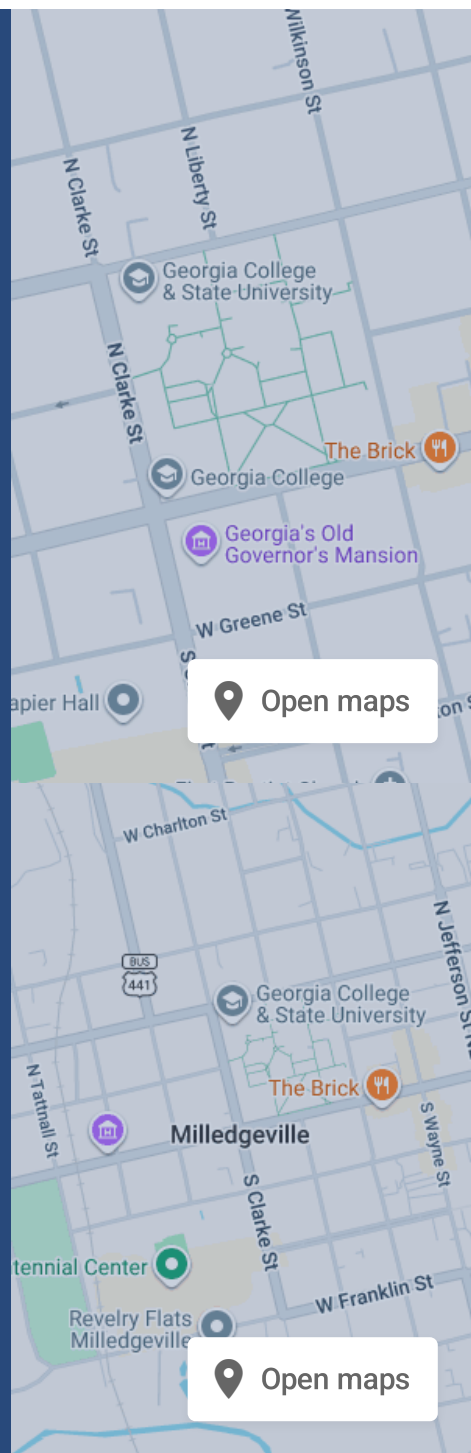 Wilkinson St
N Liberty St
N Clarke St
Georgia College
& State University
N Clarke St
The Brick
Georgia College
Georgia's Old
Governor's Mansion
W Greene St
apier Hall
Open maps
W Charlton St
N Jefferson St
BUS
441
Georgia College
& State University
N Tattnall St
The Brick
S Wayne St
Milledgeville
S Clarke St
tennial Center
W Franklin St
Revelry Flats
Milledgeville
Open maps